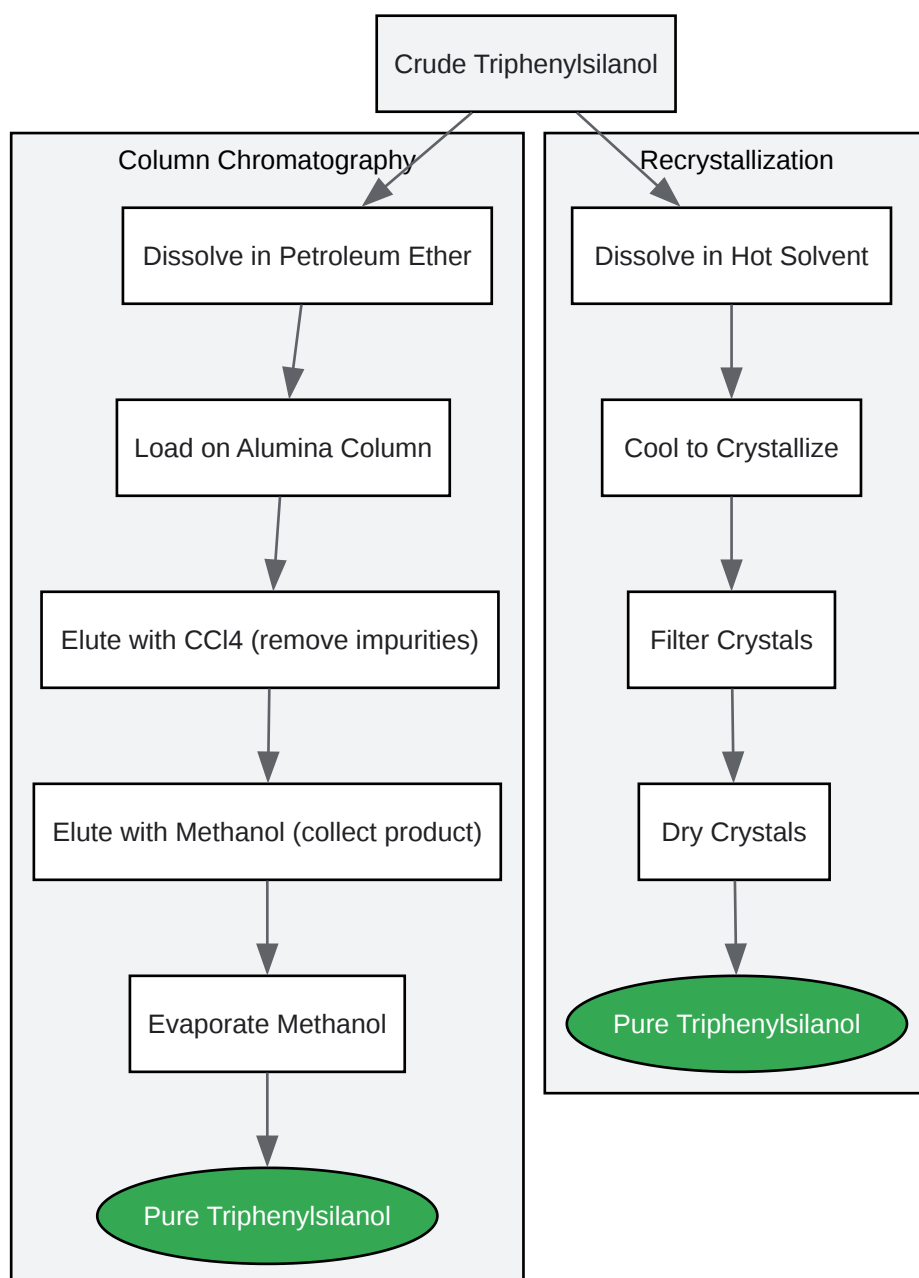 Crude Triphenylsilanol
Column Chromatography
Dissolve in Petroleum Ether
Load on Alumina Column
Elute with CCl4 (remove impurities)
Elute with Methanol (collect product)
Evaporate Methanol
Pure Triphenylsilanol
Recrystallization
Dissolve in Hot Solvent
Cool to Crystallize
Filter Crystals
Dry Crystals
Pure Triphenylsilanol